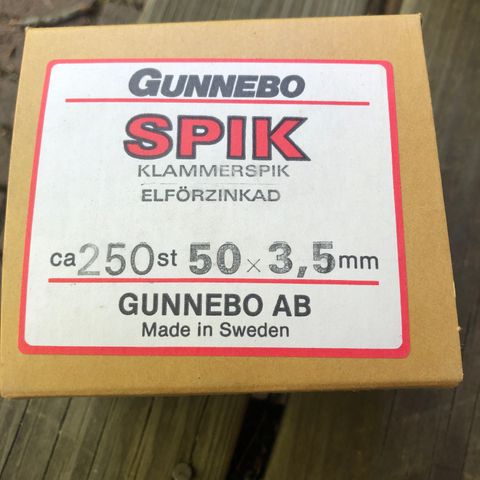 GUNNEBO
SPIK
KLAMMERSPIK
ELFÖRZINKAD
ca 250 st 50 x 3,5 mm
GUNNEBO AB
Made in Sweden